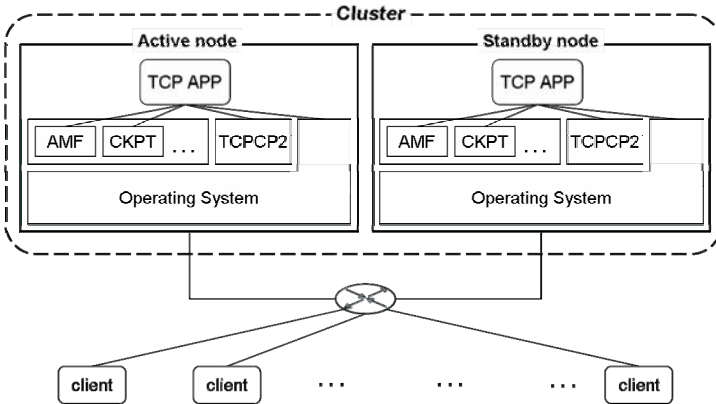 Cluster
Active node
Standby node
TCP APP
TCP APP
AMF
CKPT
...
TCPCP2
AMF
CKPT
...
TCPCP2
Operating System
Operating System
client
client
...
...
...
client